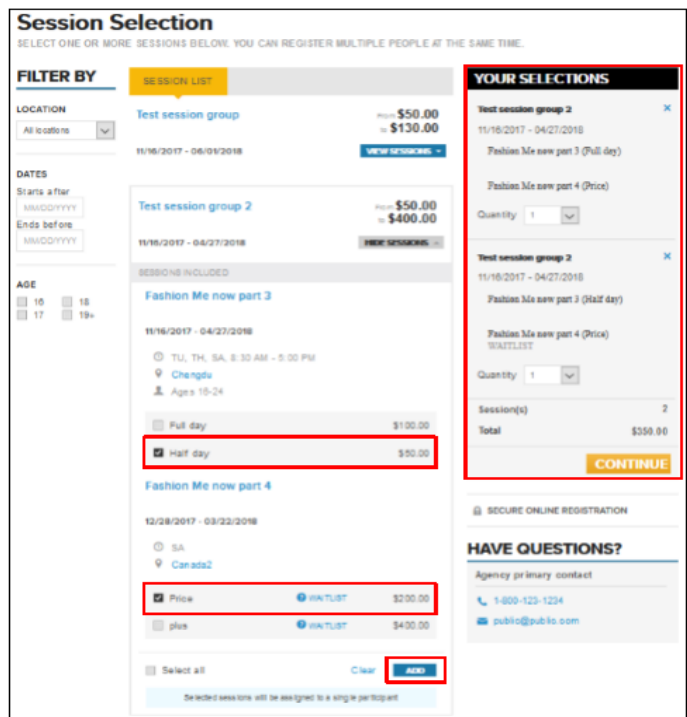 Session Selection
SELECT ONE OR MORE SESSIONS BELOW. YOU CAN REGISTER MULTIPLE PEOPLE AT THE SAME TIME.
FILTER BY
LOCATION
All locations
DATES
Starts after
MM/DD/YYYY
Ends before
MM/DD/YYYY
AGE
16 18
17 19+
SESSION LIST
Test session group
From $50.00
to $130.00
11/16/2017 - 06/01/2018
VIEW SESSIONS
Test session group 2
From $50.00
to $400.00
11/16/2017 - 04/27/2018
HIDE SESSIONS
SESSIONS INCLUDED
Fashion Me now part 3
11/16/2017 - 04/27/2018
TU, TH, SA, 8:30 AM - 5:00 PM
Chengdu
Ages 16-24
Full day $100.00
Half day $50.00
Fashion Me now part 4
12/28/2017 - 03/22/2018
SA
Canada2
Price WAITLIST $200.00
plus WAITLIST $400.00
Select all Clear ADD
Selected sessions will be assigned to a single participant
YOUR SELECTIONS
Test session group 2 ×
11/16/2017 - 04/27/2018
Fashion Me now part 3 (Full day)
Fashion Me now part 4 (Price)
Quantity 1
Test session group 2 ×
11/16/2017 - 04/27/2018
Fashion Me now part 3 (Half day)
Fashion Me now part 4 (Price)
WAITLIST
Quantity 1
Session(s) 2
Total $350.00
CONTINUE
SECURE ONLINE REGISTRATION
HAVE QUESTIONS?
Agency primary contact
1-800-123-1234
public@public.com